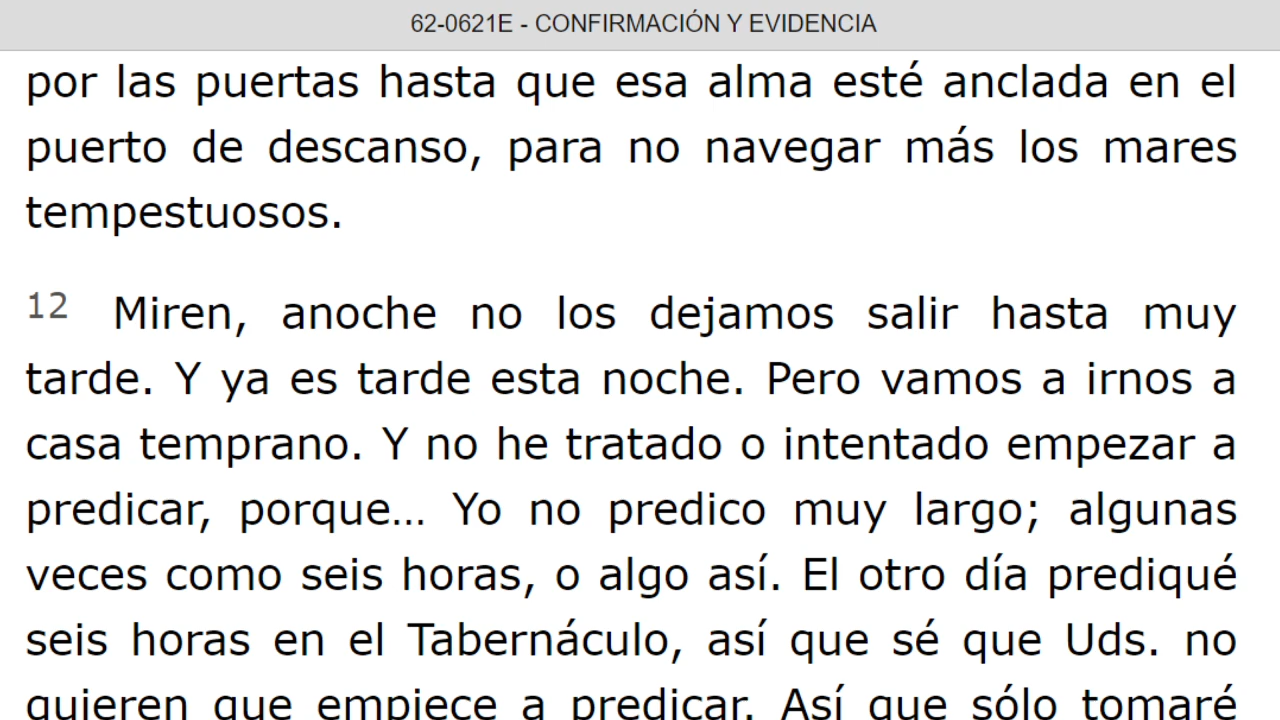 62-0621E - CONFIRMACIÓN Y EVIDENCIA
por las puertas hasta que esa alma esté anclada en el
puerto de descanso, para no navegar más los mares
tempestuosos.
12 Miren, anoche no los dejamos salir hasta muy
tarde. Y ya es tarde esta noche. Pero vamos a irnos a
casa temprano. Y no he tratado o intentado empezar a
predicar, porque… Yo no predico muy largo; algunas
veces como seis horas, o algo así. El otro día prediqué
seis horas en el Tabernáculo, así que sé que Uds. no
quieren que empiece a predicar. Así que sólo tomaré